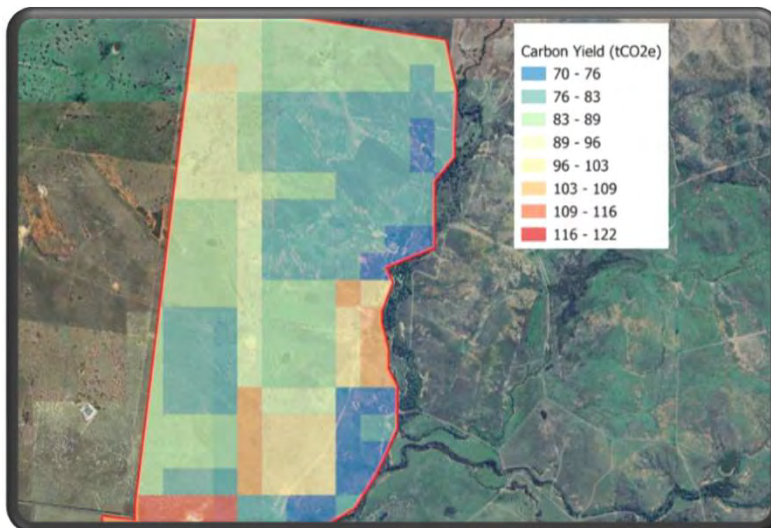 Carbon Yield (tCO2e)
70 - 76
76 - 83
83 - 89
89 - 96
96 - 103
103 - 109
109 - 116
116 - 122